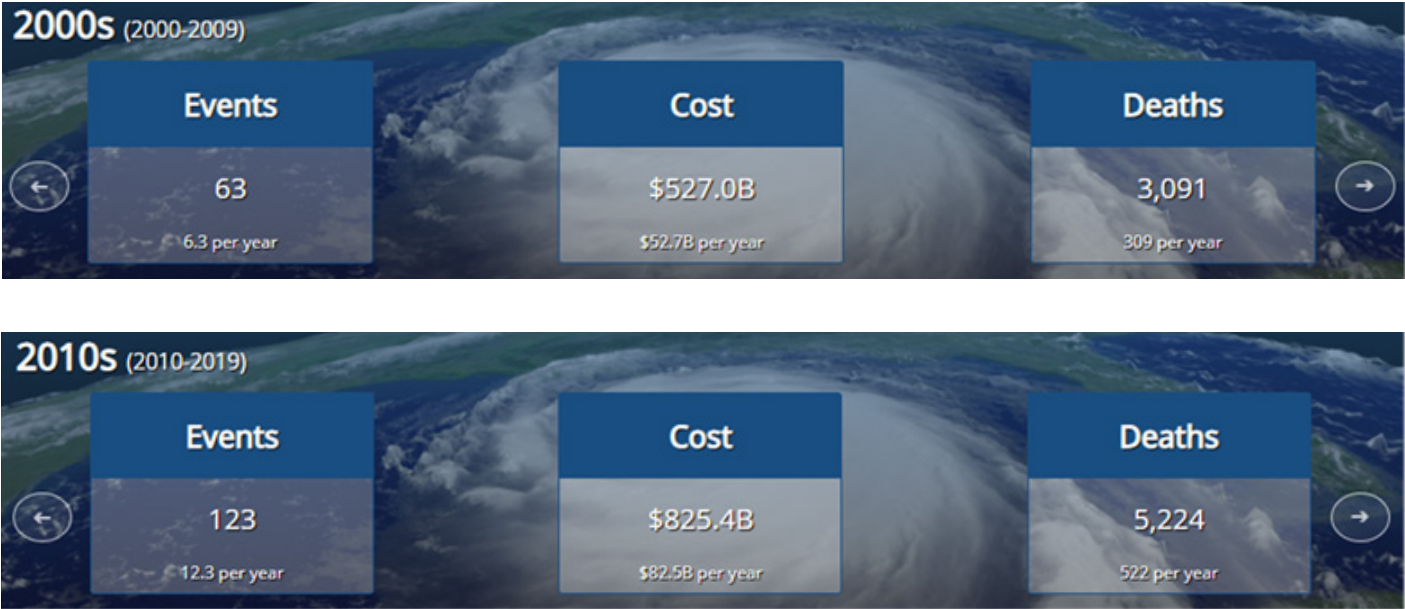 2000s (2000-2009)
Events
Cost
Deaths
63
$527.0B
3,091
6.3 per year
$52.7B per year
309 per year
2010s (2010-2019)
Events
Cost
Deaths
123
$825.4B
5,224
12.3 per year
$82.5B per year
522 per year